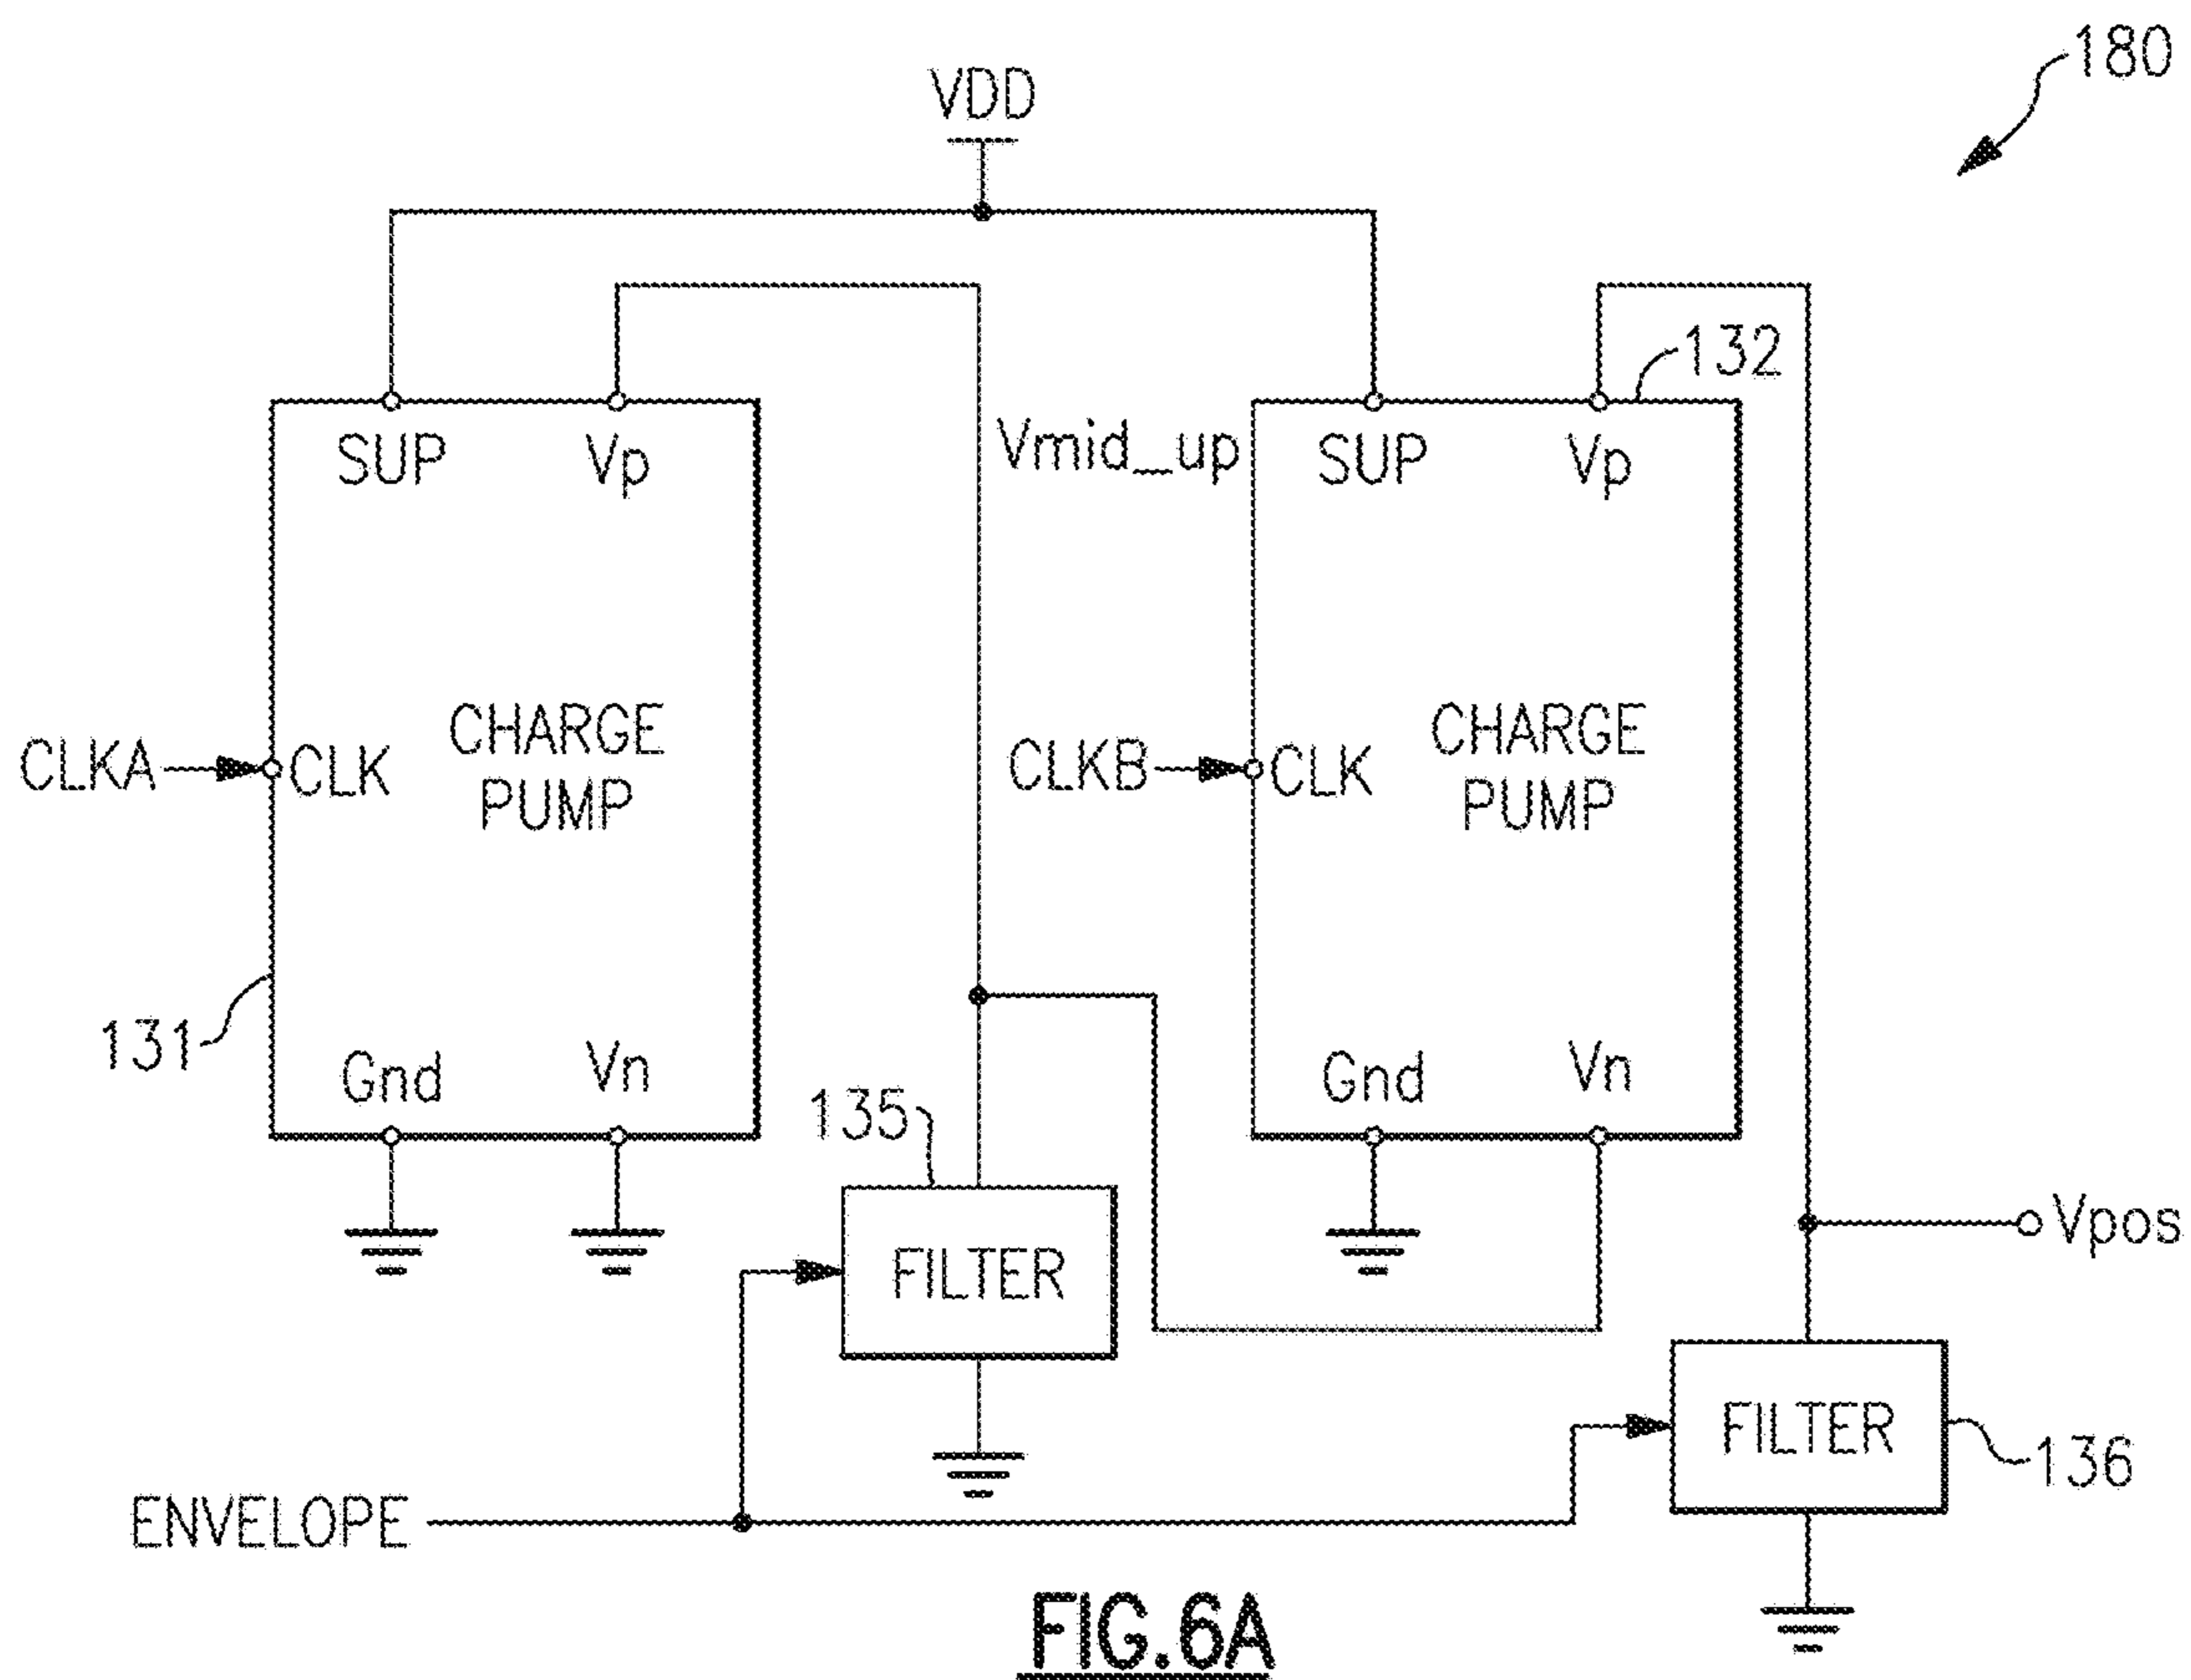 180
VDD
132
SUP
Vp
Vmid_up
SUP
Vp
CLKA
CLK
CHARGE
PUMP
CLKB
CLK
CHARGE
PUMP
131
Gnd
Vn
135
Gnd
Vn
Vpos
FILTER
FILTER
136
ENVELOPE
FIG.6A